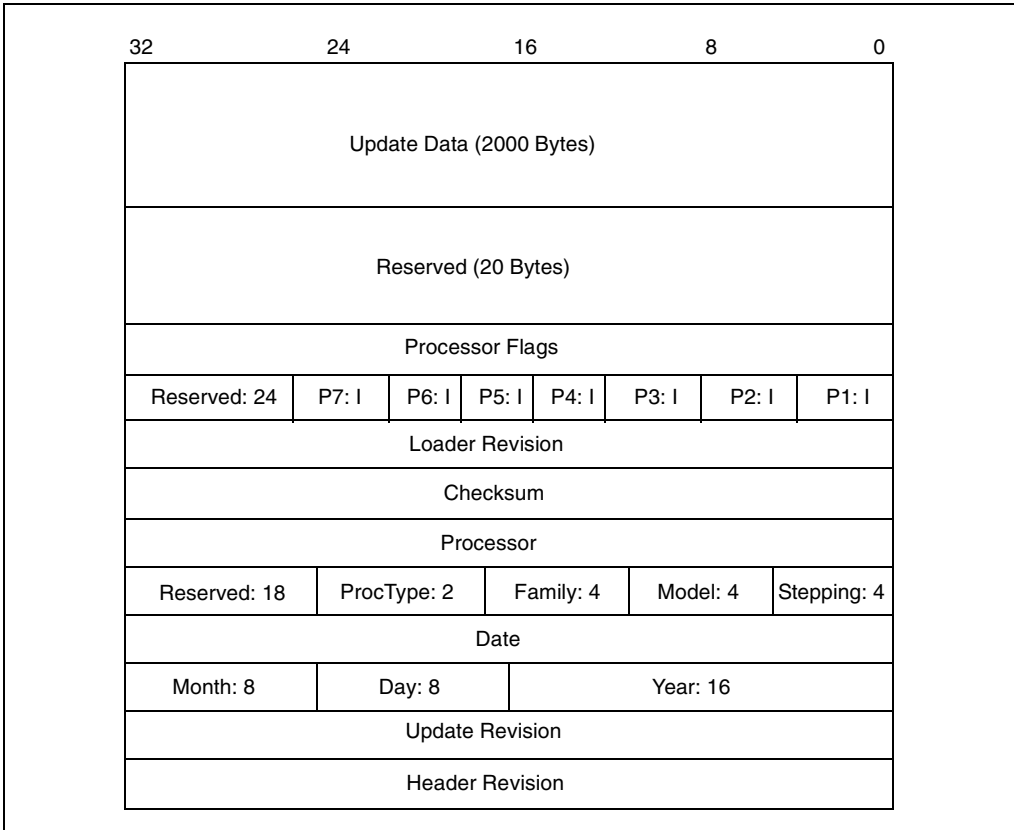 32 24 16 8 0
Update Data (2000 Bytes)
Reserved (20 Bytes)
Processor Flags
Reserved: 24 P7: I P6: I P5: I P4: I P3: I P2: I P1: I
Loader Revision
Checksum
Processor
Reserved: 18 ProcType: 2 Family: 4 Model: 4 Stepping: 4
Date
Month: 8 Day: 8 Year: 16
Update Revision
Header Revision